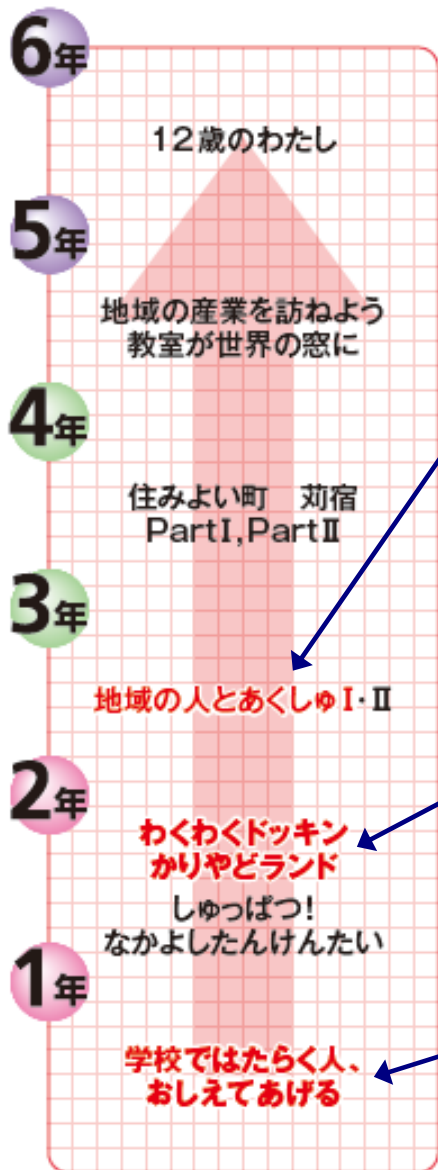 6年
12歳のわたし
5年
地域の産業を訪ねよう
教室が世界の窓に
4年
住みよい町 苅宿
PartⅠ,PartⅡ
3年
地域の人とあくしゅⅠ・Ⅱ
2年
わくわくドッキン
かりやどランド
しゅっぱつ!
なかよしたんけんたい
1年
学校ではたらく人、
おしえてあげる